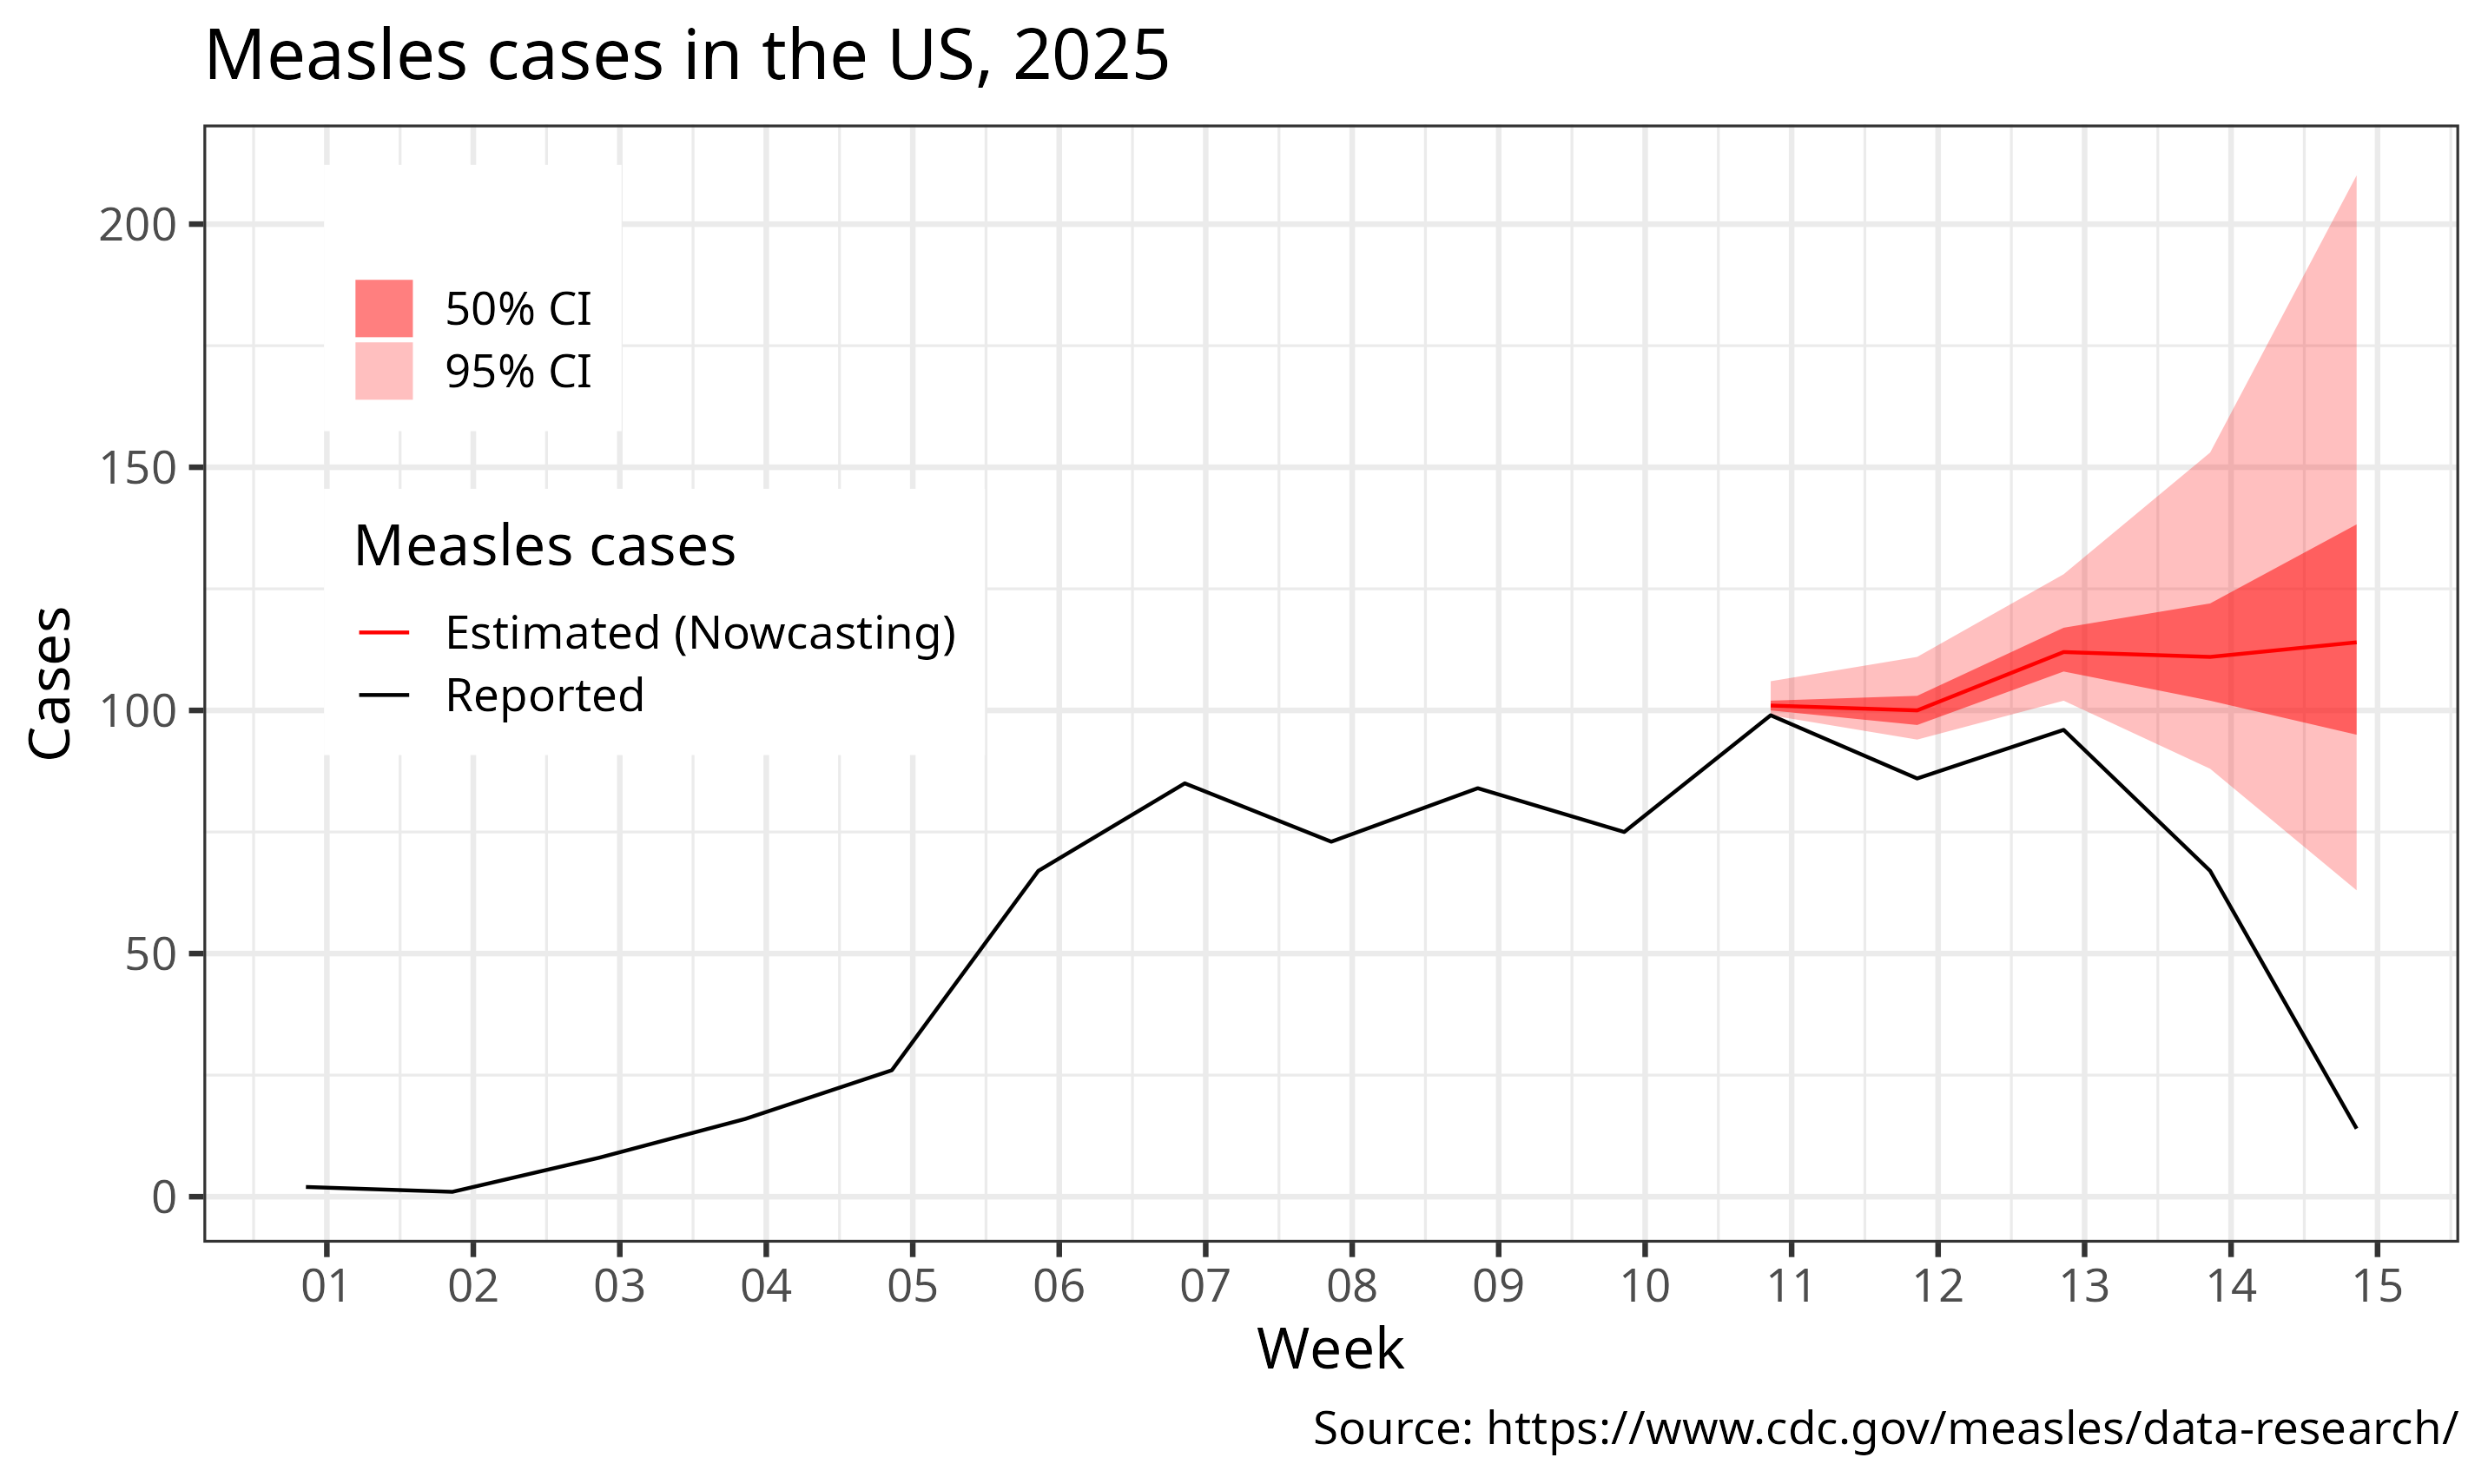 Measles cases in the US, 2025
200
150
100
50
0
Cases
50% CI
95% CI
Measles cases
Estimated (Nowcasting)
Reported
01 02 03 04 05 06 07 08 09 10 11 12 13 14 15
Week
Source: https://www.cdc.gov/measles/data-research/